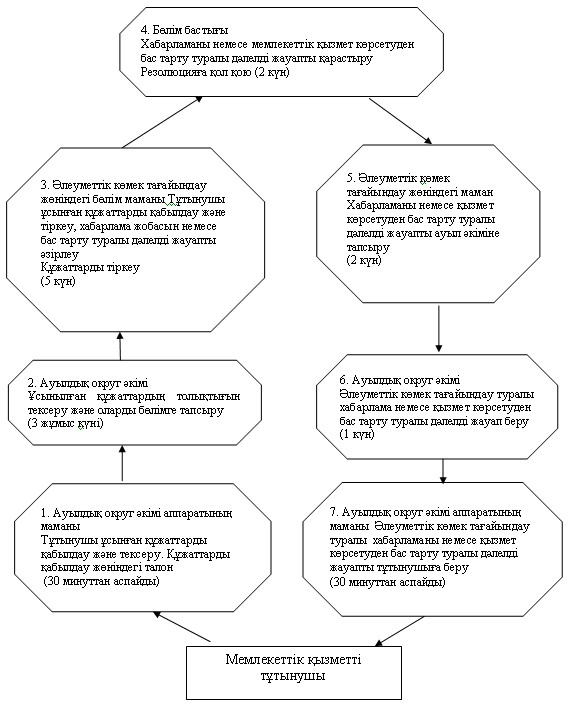 4. Бөлім бастығы
Хабарламаны немесе мемлекеттік қызмет көрсетуден
бас тарту туралы дәлелді жауапты қарастыру
Резолюцияға қол қою (2 күн)
3. Әлеуметтік көмек тағайындау
жөніндегі бөлім маманы Тұтынушы
ұсынған құжаттарды қабылдау және
тіркеу, хабарлама жобасын немесе
бас тарту туралы дәлелді жауапты
әзірлеу
Құжаттарды тіркеу
(5 күн)
5. Әлеуметтік көмек
тағайындау жөніндегі маман
Хабарламаны немесе қызмет
көрсетуден бас тарту туралы
дәлелді жауапты ауыл әкіміне
тапсыру
(2 күн)
2. Ауылдық округ әкімі
Ұсынылған құжаттардың толықтығын
тексеру және оларды бөлімге тапсыру
(3 жұмыс күні)
6. Ауылдық округ әкімі
Әлеуметтік көмек тағайындау туралы
хабарлама немесе қызмет көрсетуден
бас тарту туралы дәлелді жауап беру
(1 күн)
1. Ауылдық округ әкімі аппаратының
маманы
Тұтынушы ұсынған құжаттарды
қабылдау және тексеру. Құжаттарды
қабылдау жөніндегі талон
(30 минуттан аспайды)
7. Ауылдық округ әкімі аппаратының
маманы Әлеуметтік көмек тағайындау
туралы хабарламаны немесе қызмет
көрсетуден бас тарту туралы дәлелді
жауапты тұтынушыға беру
(30 минуттан аспайды)
Мемлекеттік қызметті
тұтынушы